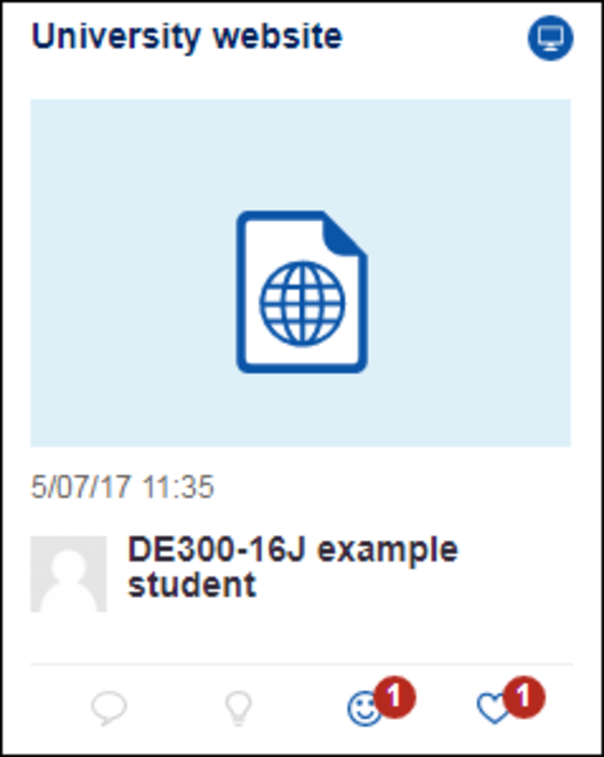 University website
5/07/17 11:35
DE300-16J example
student
1 1